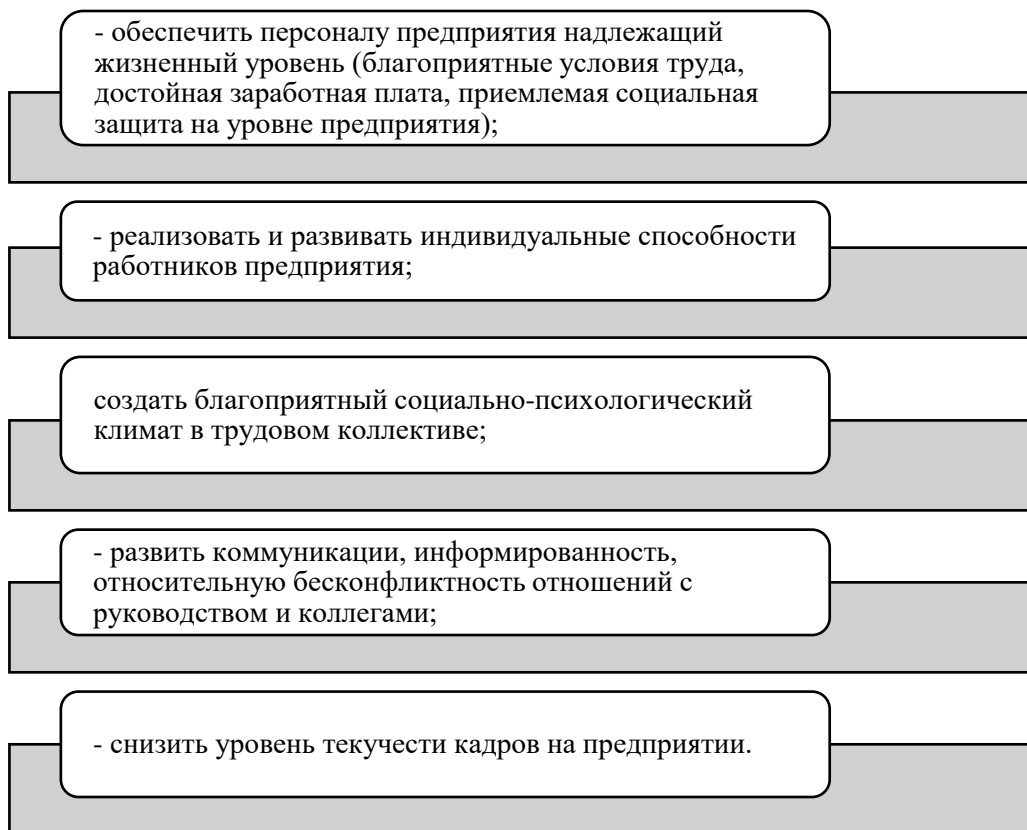 - обеспечить персоналу предприятия надлежащий
жизненный уровень (благоприятные условия труда,
достойная заработная плата, приемлемая социальная
защита на уровне предприятия);
- реализовать и развивать индивидуальные способности
работников предприятия;
создать благоприятный социально-психологический
климат в трудовом коллективе;
- развить коммуникации, информированность,
относительную бесконфликтность отношений с
руководством и коллегами;
- снизить уровень текучести кадров на предприятии.